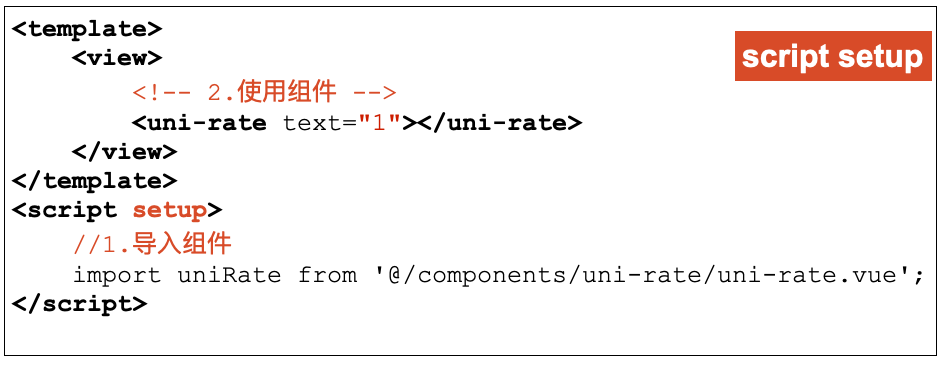 <template>
script setup
    <view>
        <!-- 2.使用组件 -->
        <uni-rate text="1"></uni-rate>
    </view>
</template>
<script setup>
    //1.导入组件
    import uniRate from '@/components/uni-rate/uni-rate.vue';
</script>